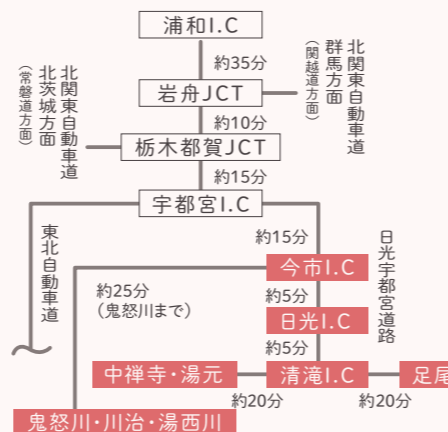 浦和I.C
約35分
岩舟JCT
北関東自動車道
群馬方面
（関越道方面）
約10分
北関東自動車道
北茨城方面
（常磐道方面）
栃木都賀JCT
約15分
宇都宮I.C
東北自動車道
約15分
日光宇都宮道路
今市I.C
約25分
（鬼怒川まで）
約5分
日光I.C
約5分
中禅寺・湯元
清滝I.C
足尾
約20分
約20分
鬼怒川・川治・湯西川